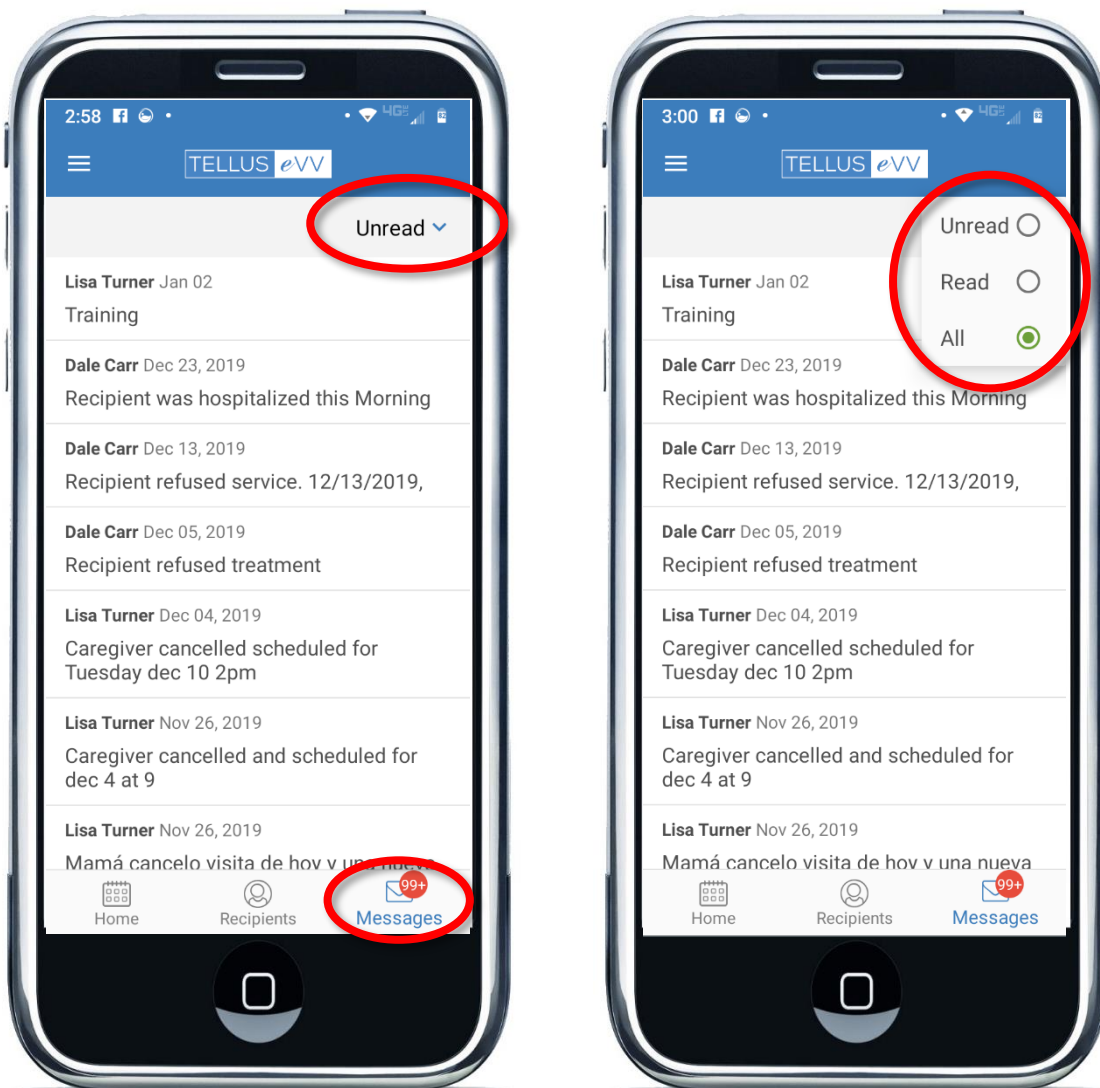 2:58
4G
TELLUS eVV
Unread
Lisa Turner Jan 02
Training
Dale Carr Dec 23, 2019
Recipient was hospitalized this Morning
Dale Carr Dec 13, 2019
Recipient refused service. 12/13/2019,
Dale Carr Dec 05, 2019
Recipient refused treatment
Lisa Turner Dec 04, 2019
Caregiver cancelled scheduled for
Tuesday dec 10 2pm
Lisa Turner Nov 26, 2019
Caregiver cancelled and scheduled for
dec 4 at 9
Lisa Turner Nov 26, 2019
Mamá cancelo visita de hoy y una nueva
99+
Home Recipients Messages
3:00
4G
TELLUS eVV
Unread
Read
All
Lisa Turner Jan 02
Training
Dale Carr Dec 23, 2019
Recipient was hospitalized this Morning
Dale Carr Dec 13, 2019
Recipient refused service. 12/13/2019,
Dale Carr Dec 05, 2019
Recipient refused treatment
Lisa Turner Dec 04, 2019
Caregiver cancelled scheduled for
Tuesday dec 10 2pm
Lisa Turner Nov 26, 2019
Caregiver cancelled and scheduled for
dec 4 at 9
Lisa Turner Nov 26, 2019
Mamá cancelo visita de hoy y una nueva
99+
Home Recipients Messages